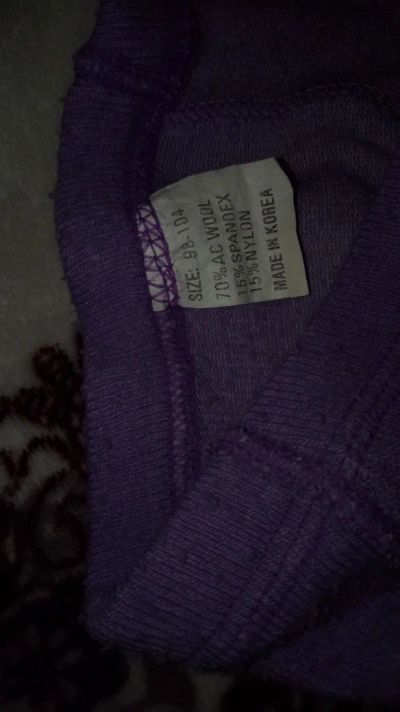 SIZE: 98-104
70% AC WOOL
15% SPANDEX
15% NYLON
MADE IN KOREA